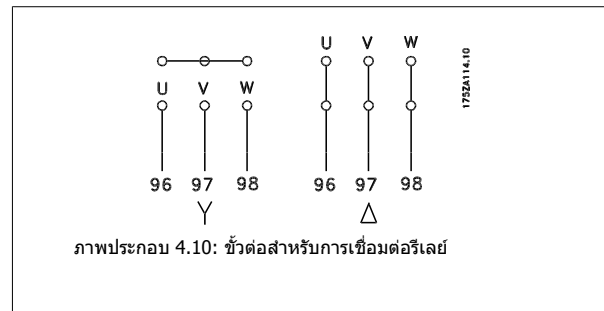 U V W
U V W
175ZA114.10
96 97 98 96 97 98
Y Δ
ภาพประกอบ 4.10: ขั้วต่อสำหรับการเชื่อมต่อรีเลย์